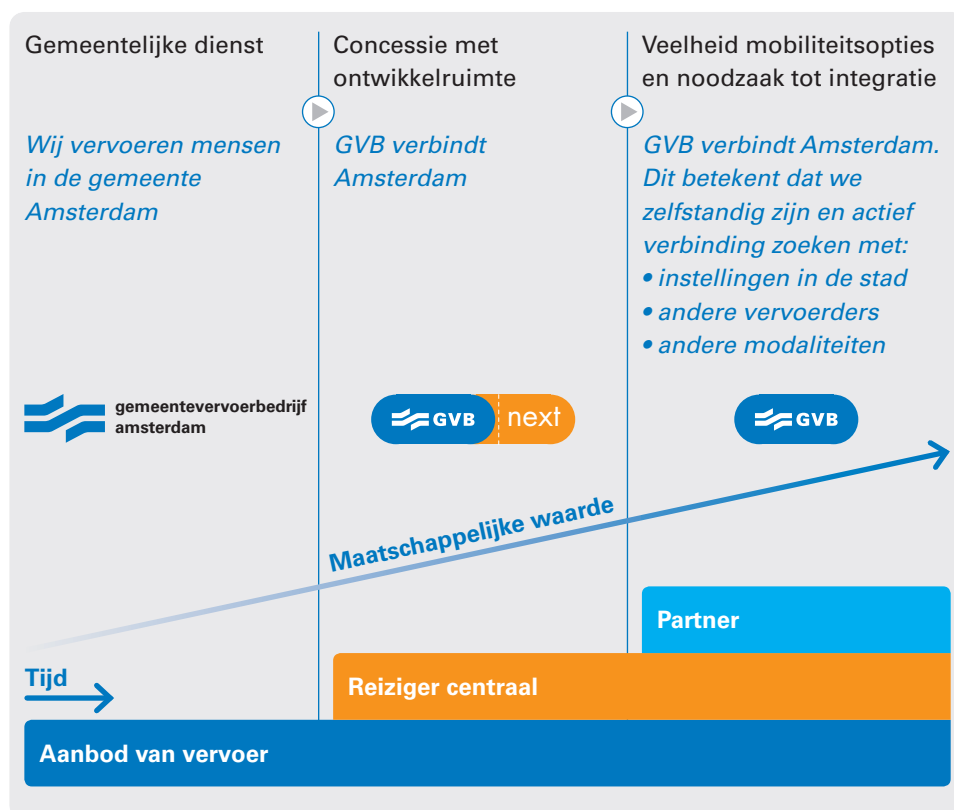 Gemeentelijke dienst
Wij vervoeren mensen
in de gemeente
Amsterdam
gemeentevervoerbedrijf
amsterdam
Concessie met
ontwikkelruimte
GVB verbindt
Amsterdam
GVB next
Veelheid mobiliteitsopties
en noodzaak tot integratie
GVB verbindt Amsterdam.
Dit betekent dat we
zelfstandig zijn en actief
verbinding zoeken met:
• instellingen in de stad
• andere vervoerders
• andere modaliteiten
GVB
Maatschappelijke waarde
Partner
Tijd
Reiziger centraal
Aanbod van vervoer